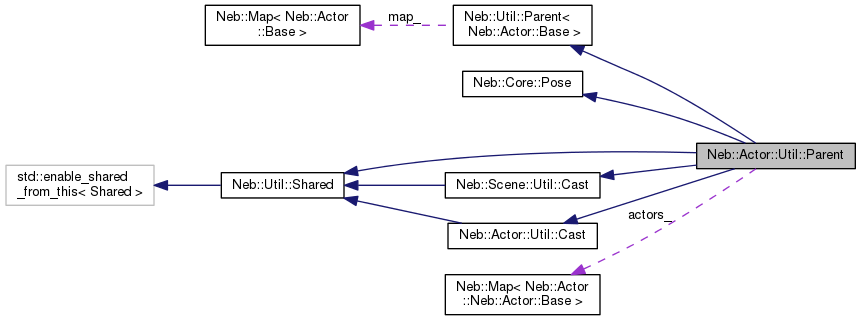 Neb::Map< Neb::Actor
::Base >
map_
Neb::Util::Parent<
Neb::Actor::Base >
Neb::Core::Pose
Neb::Actor::Util::Parent
std::enable_shared
_from_this< Shared >
Neb::Util::Shared
Neb::Scene::Util::Cast
Neb::Actor::Util::Cast
actors_
Neb::Map< Neb::Actor
::Neb::Actor::Base >